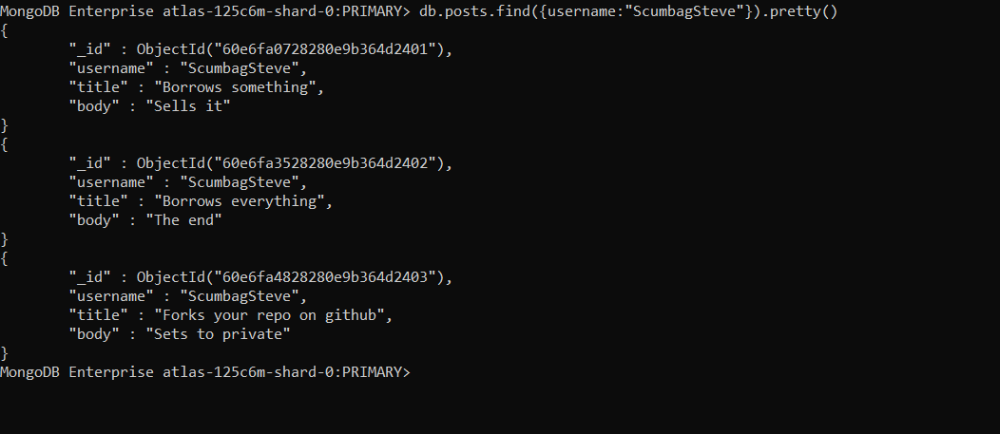 MongoDB Enterprise atlas-125c6m-shard-0:PRIMARY> db.posts.find({username:"ScumbagSteve"}).pretty()
{
        "_id" : ObjectId("60e6fa0728280e9b364d2401"),
        "username" : "ScumbagSteve",
        "title" : "Borrows something",
        "body" : "Sells it"
}
{
        "_id" : ObjectId("60e6fa3528280e9b364d2402"),
        "username" : "ScumbagSteve",
        "title" : "Borrows everything",
        "body" : "The end"
}
{
        "_id" : ObjectId("60e6fa4828280e9b364d2403"),
        "username" : "ScumbagSteve",
        "title" : "Forks your repo on github",
        "body" : "Sets to private"
}
MongoDB Enterprise atlas-125c6m-shard-0:PRIMARY>